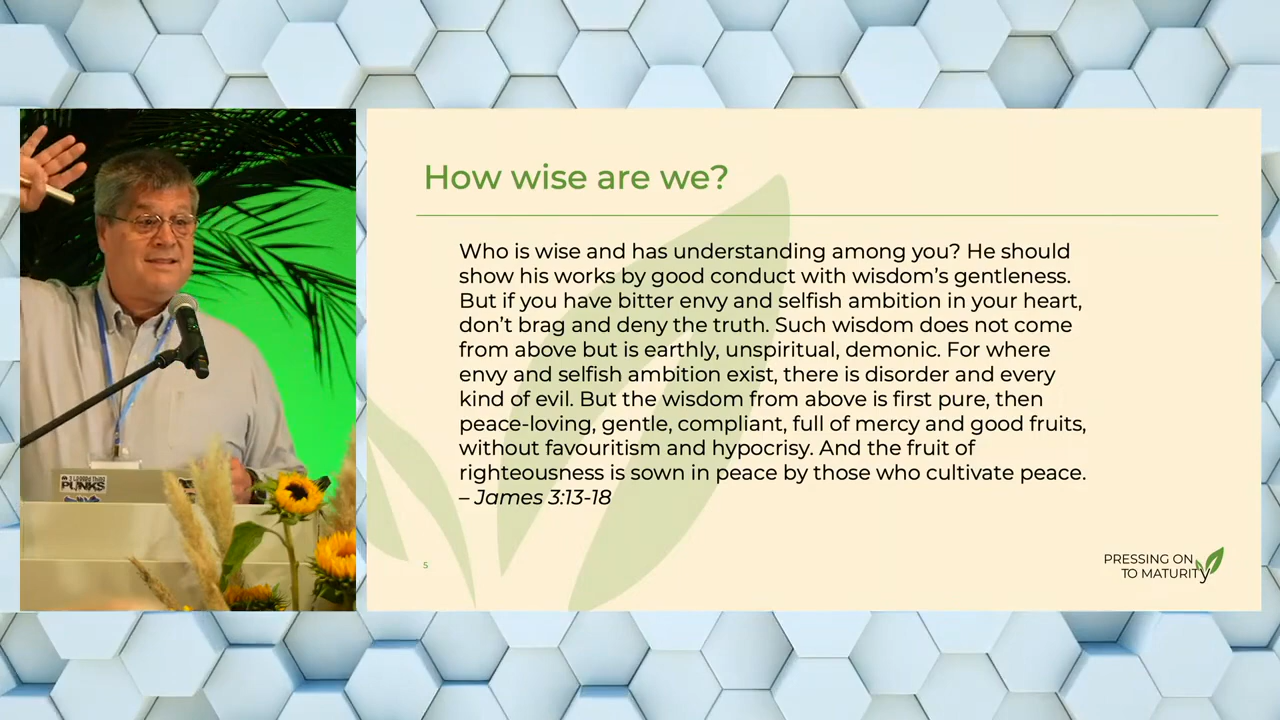 How wise are we?
Who is wise and has understanding among you? He should
show his works by good conduct with wisdom’s gentleness.
But if you have bitter envy and selfish ambition in your heart,
don’t brag and deny the truth. Such wisdom does not come
from above but is earthly, unspiritual, demonic. For where
envy and selfish ambition exist, there is disorder and every
kind of evil. But the wisdom from above is first pure, then
peace-loving, gentle, compliant, full of mercy and good fruits,
without favouritism and hypocrisy. And the fruit of
righteousness is sown in peace by those who cultivate peace.
– James 3:13-18
5
PRESSING ON
TO MATURITY
PUNKS